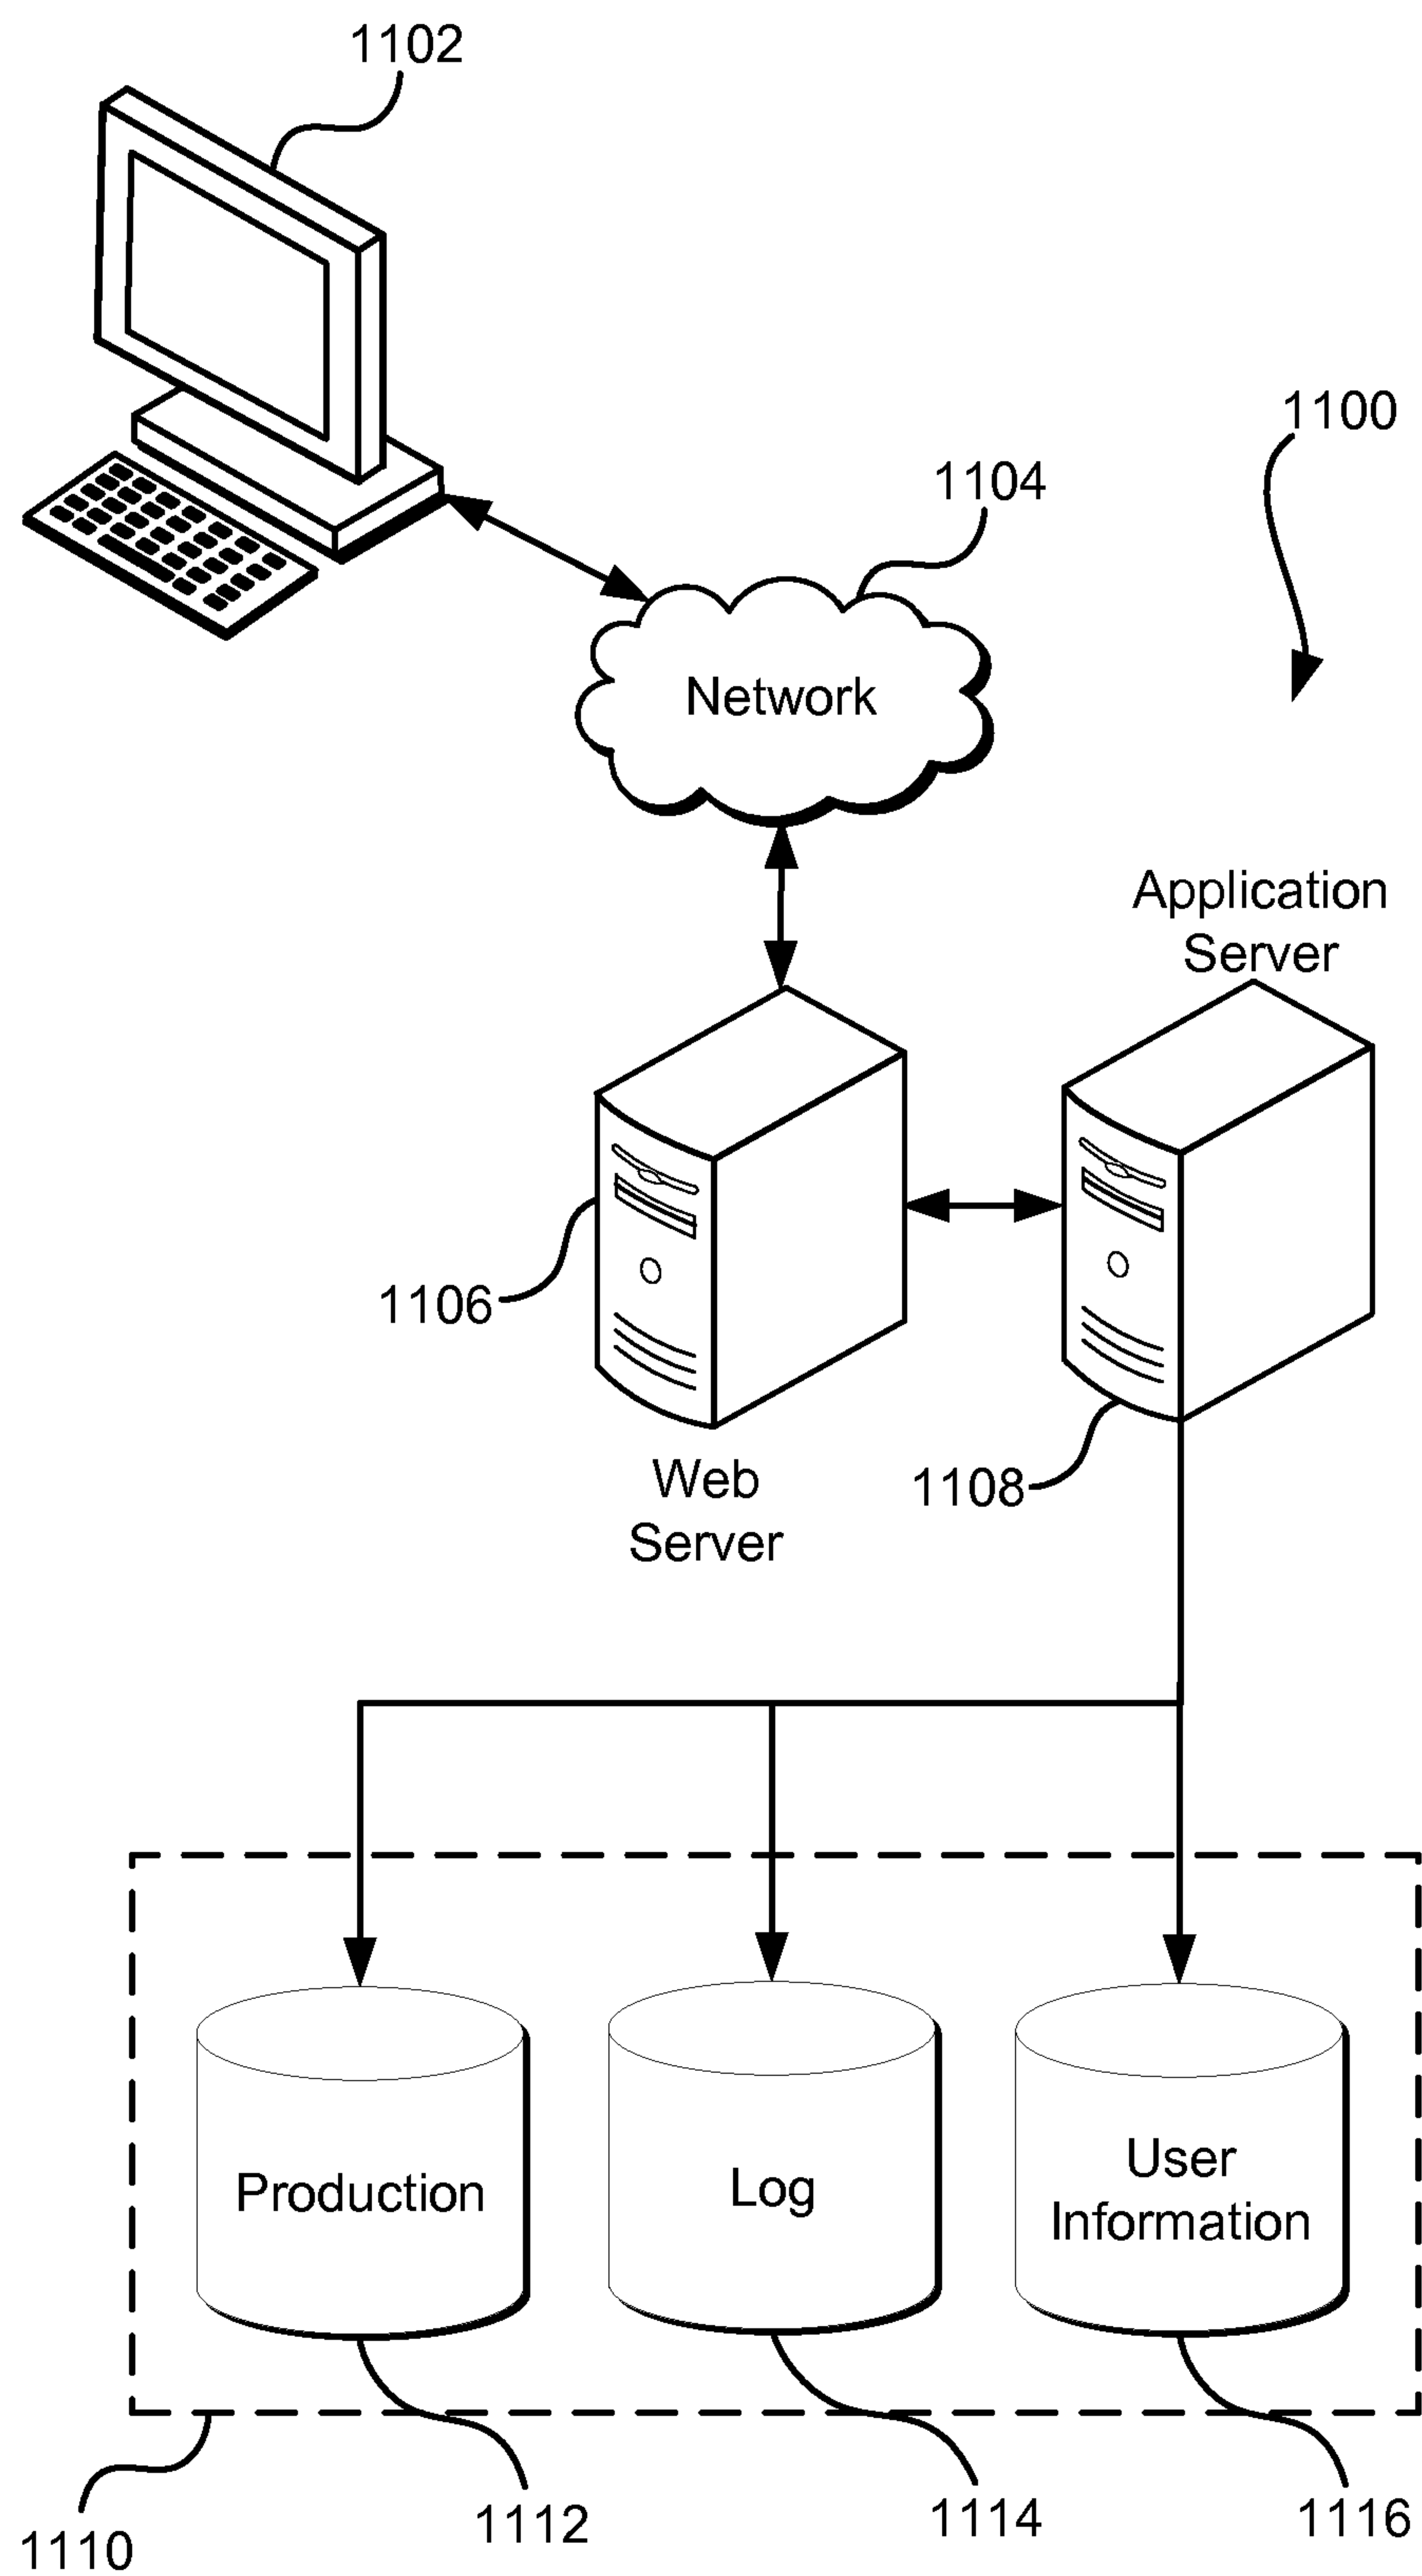 1102
1100
1104
Network
Application
Server
1106
1108
Web
Server
Production
Log
User
Information
1110
1112
1114
1116